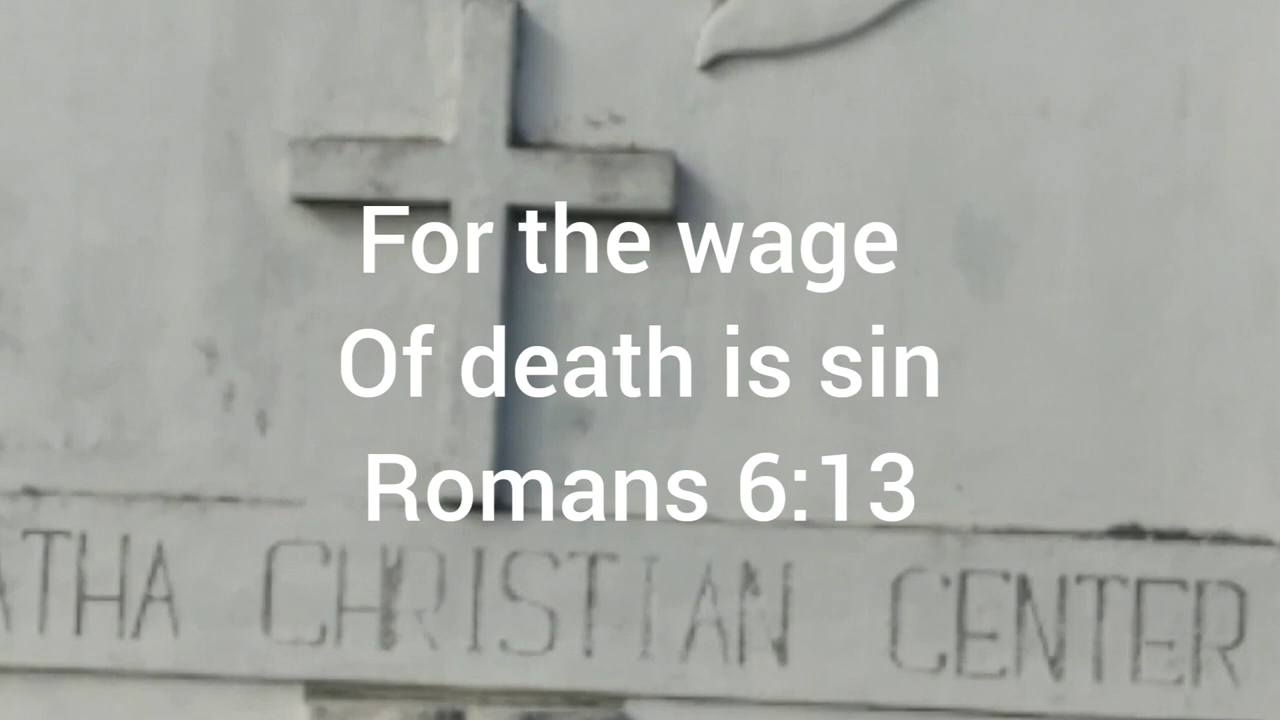 For the wage
Of death is sin
Romans 6:13
ATHA CHRISTIAN CENTER